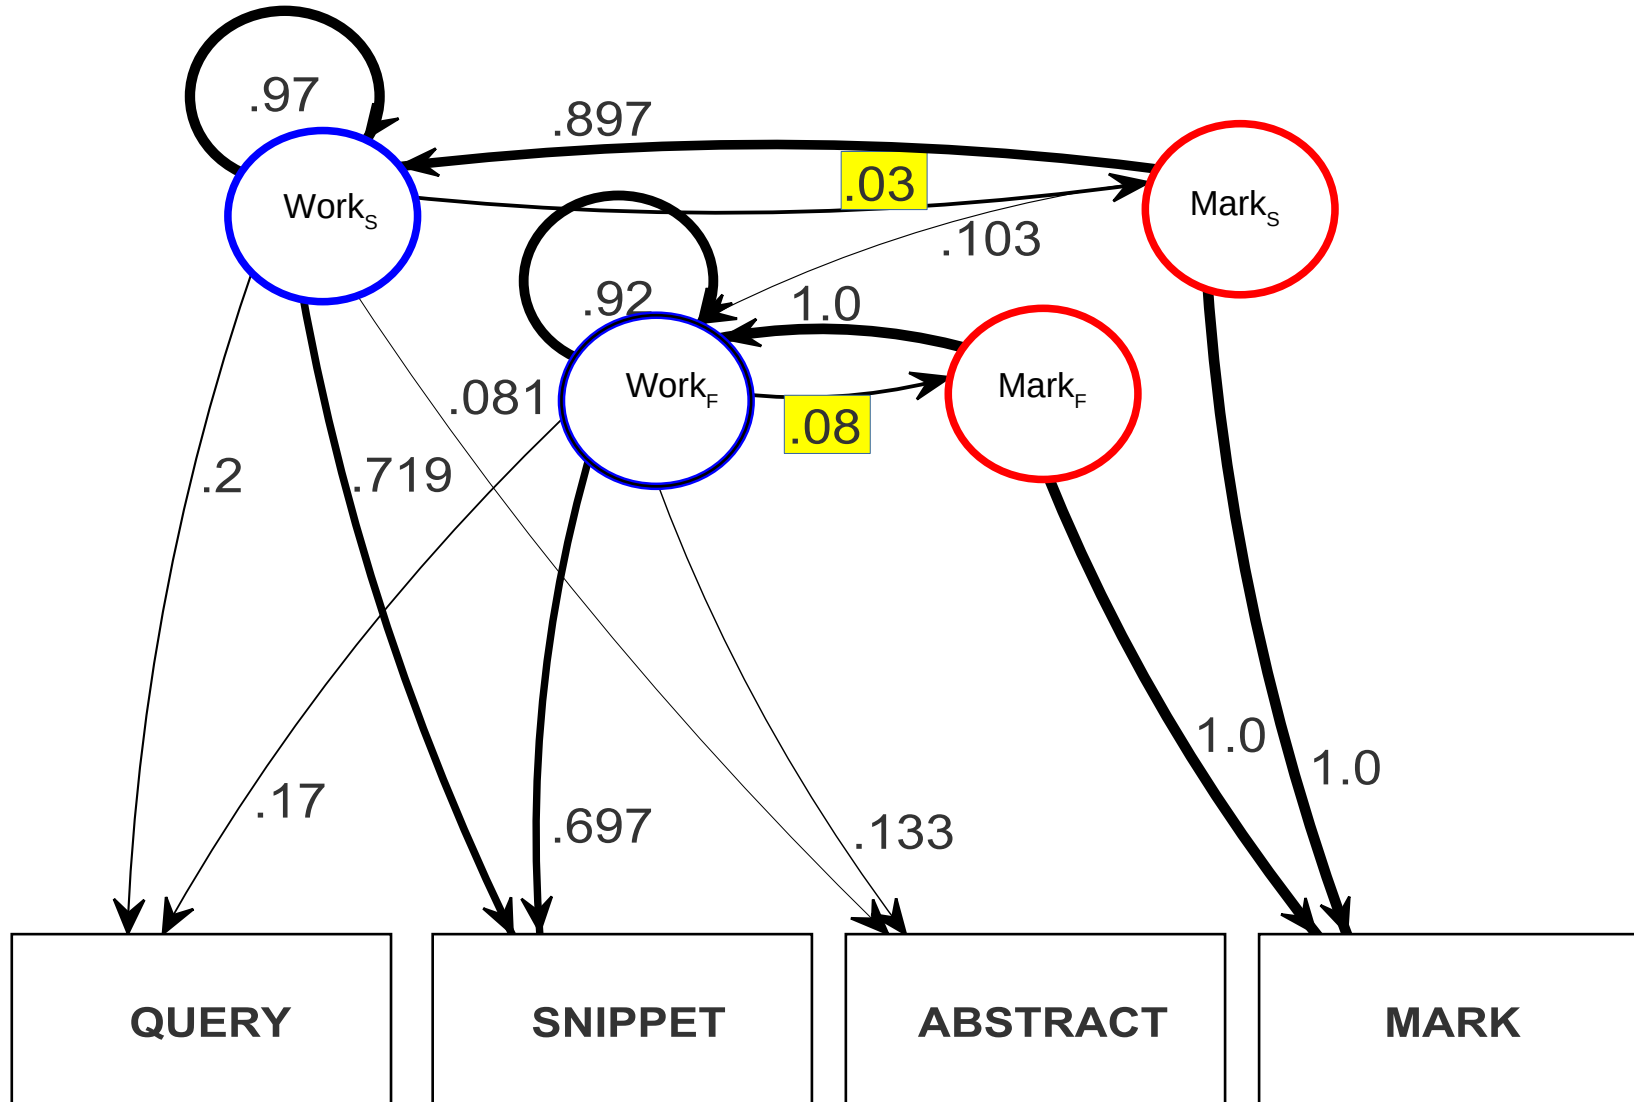 .97
.897
.03
Work_S
Mark_S
.103
.92
1.0
Work_F
Mark_F
.081
.08
.2
.719
1.0
1.0
.17
.697
.133
QUERY
SNIPPET
ABSTRACT
MARK